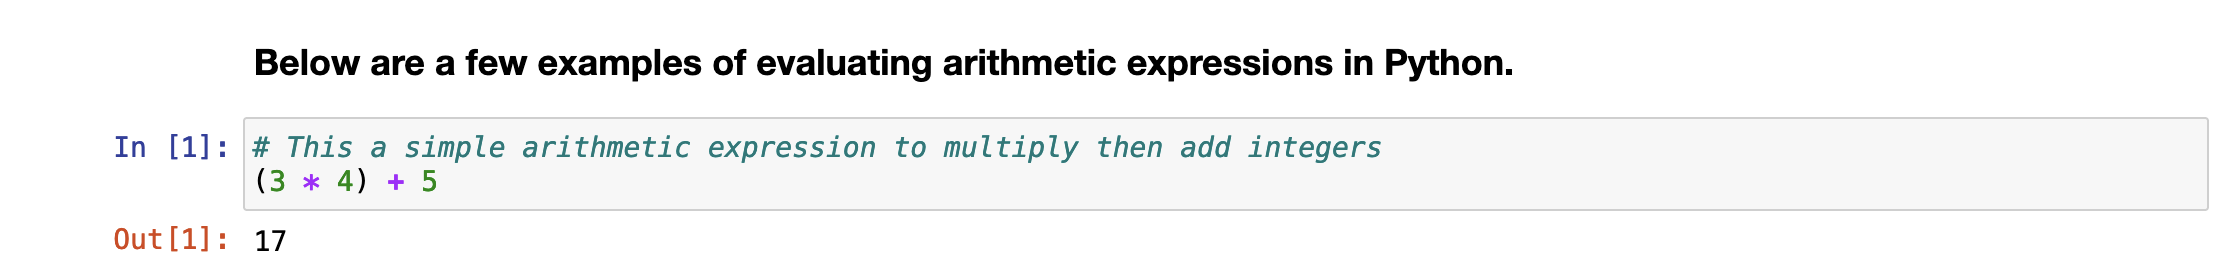 Below are a few examples of evaluating arithmetic expressions in Python.
In [1]: # This a simple arithmetic expression to multiply then add integers
(3 * 4) + 5
Out[1]: 17